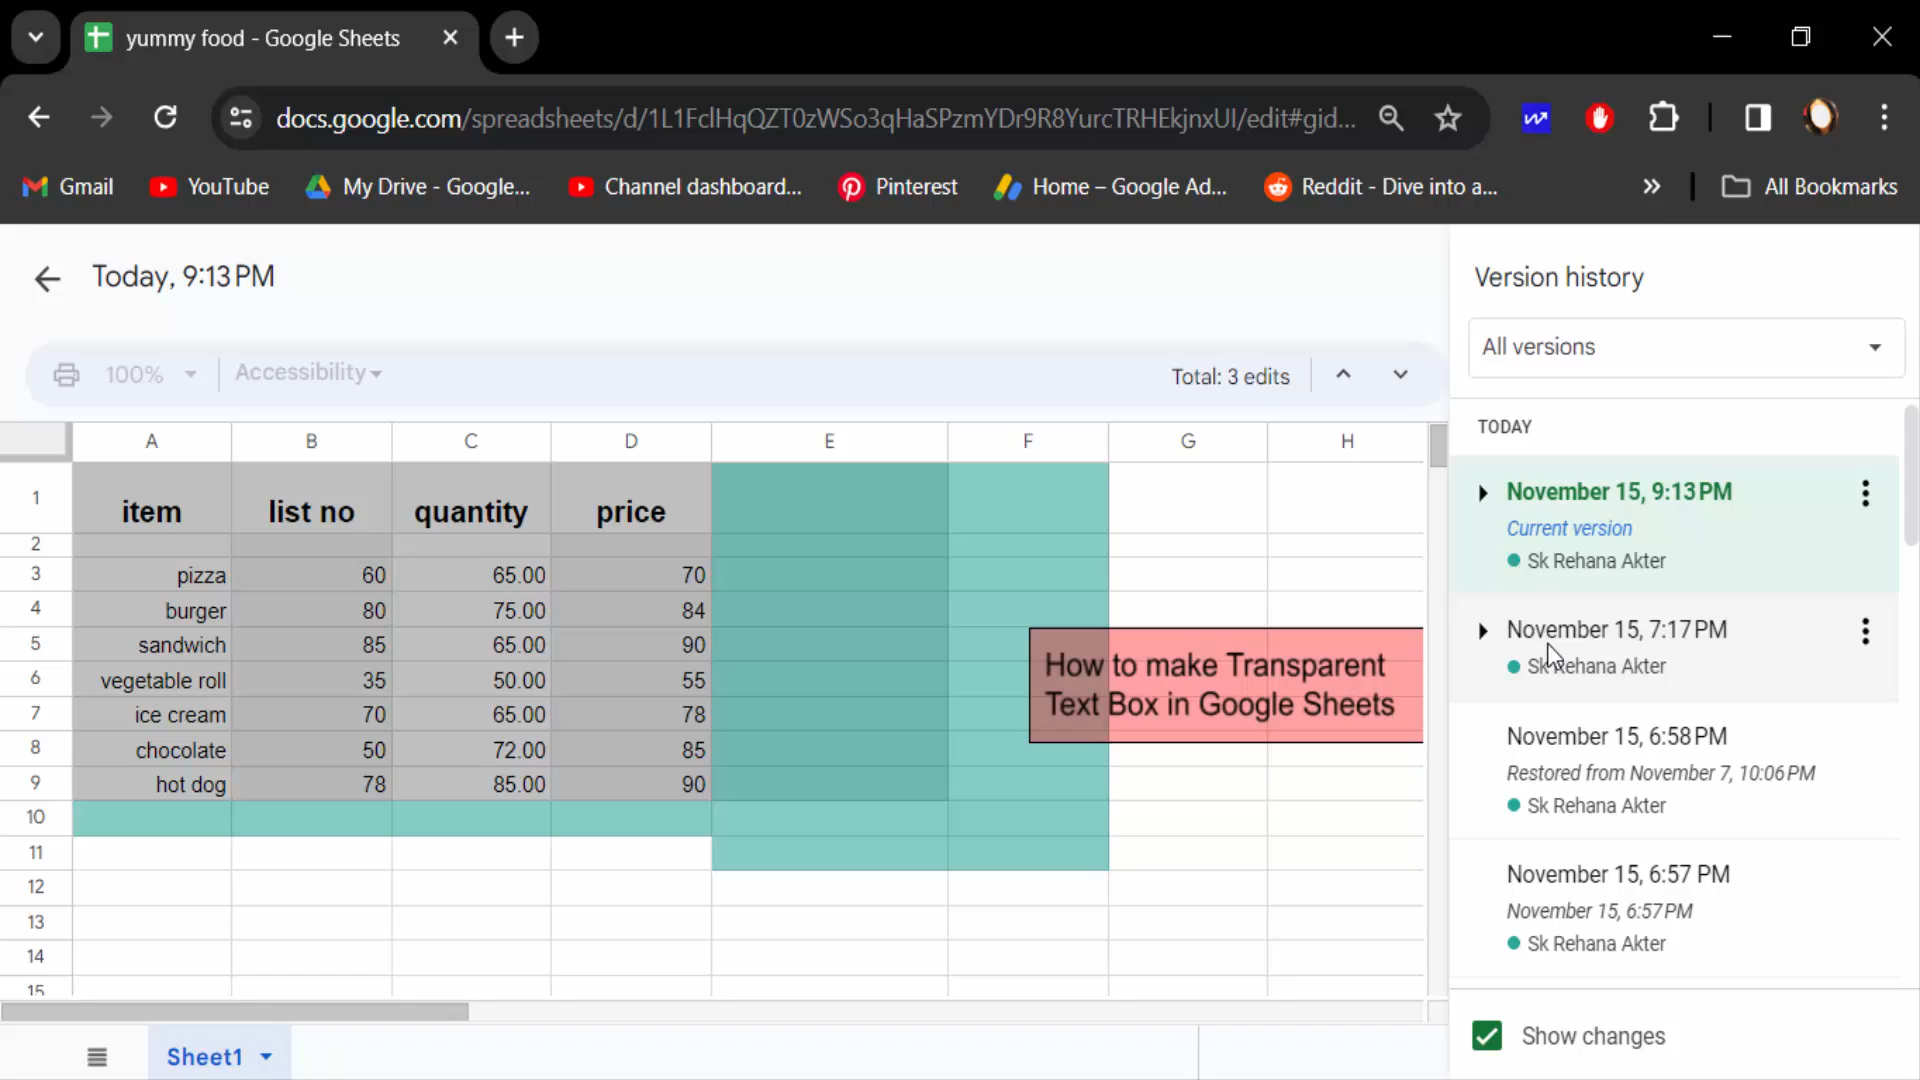 yummy food - Google Sheets
docs.google.com/spreadsheets/d/1L1FclHqQZT0zWSo3qHaSPzmYDr9R8YurcTRHEkjnxUI/edit#gid...
Gmail YouTube My Drive - Google... Channel dashboard... Pinterest Home – Google Ad... Reddit - Dive into a... » All Bookmarks
Today, 9:13 PM
100% Accessibility Total: 3 edits
A B C D E F G H
1 item list no quantity price
2
3 pizza 60 65.00 70
4 burger 80 75.00 84
5 sandwich 85 65.00 90
6 vegetable roll 35 50.00 55
7 ice cream 70 65.00 78
8 chocolate 50 72.00 85
9 hot dog 78 85.00 90
10
11
12
13
14
15
How to make Transparent
Text Box in Google Sheets
Sheet1
Version history
All versions
TODAY
November 15, 9:13 PM
Current version
Sk Rehana Akter
November 15, 7:17 PM
Sk Rehana Akter
November 15, 6:58 PM
Restored from November 7, 10:06 PM
Sk Rehana Akter
November 15, 6:57 PM
November 15, 6:57 PM
Sk Rehana Akter
Show changes